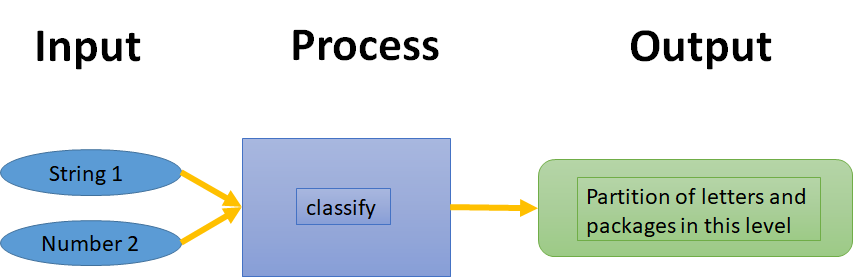 Input
Process
Output
String 1
Number 2
classify
Partition of letters and
packages in this level